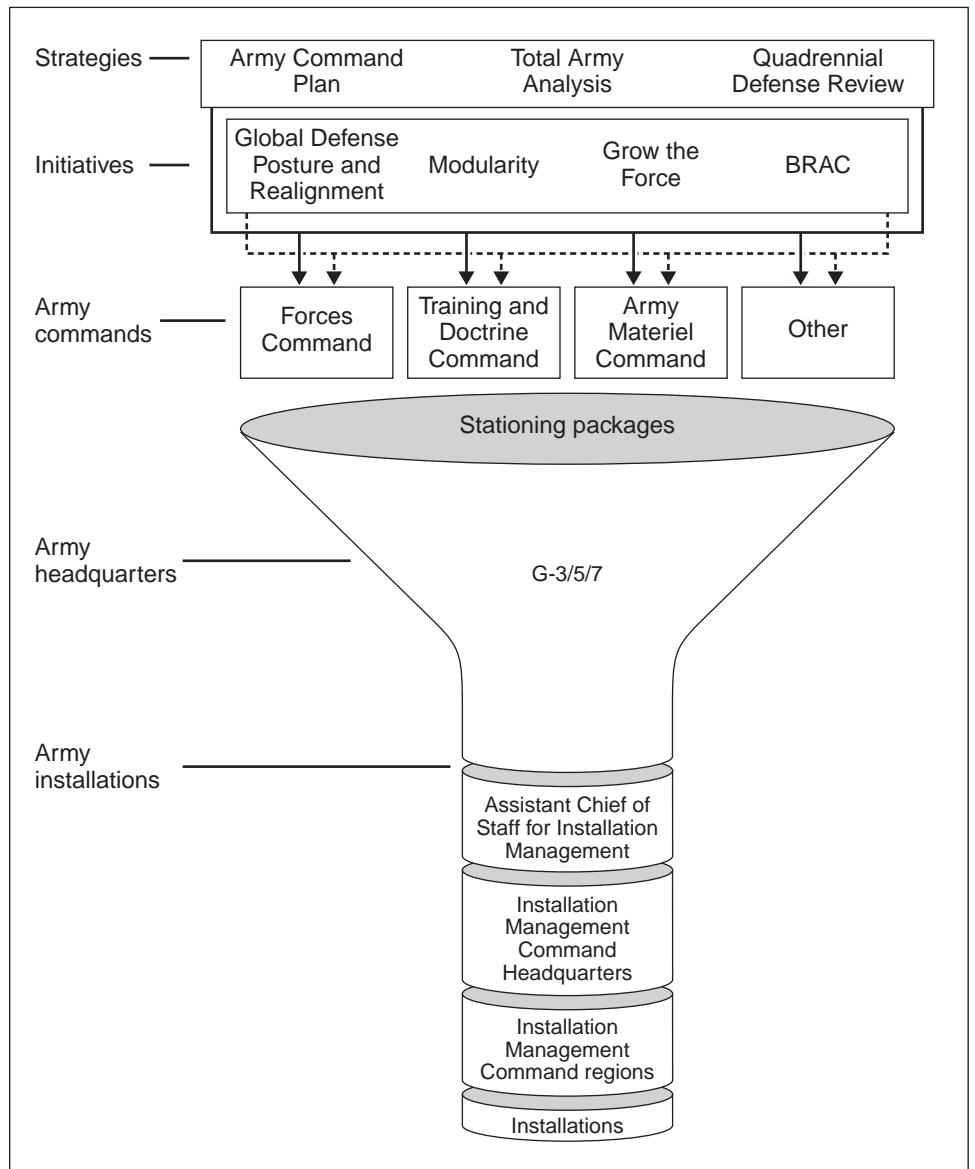 Strategies
Army Command
Plan
Total Army
Analysis
Quadrennial
Defense Review
Initiatives
Global Defense
Posture and
Realignment
Modularity
Grow the
Force
BRAC
Army
commands
Forces
Command
Training and
Doctrine
Command
Army
Materiel
Command
Other
Stationing packages
Army
headquarters
G-3/5/7
Army
installations
Assistant Chief of
Staff for Installation
Management
Installation
Management
Command
Headquarters
Installation
Management
Command regions
Installations